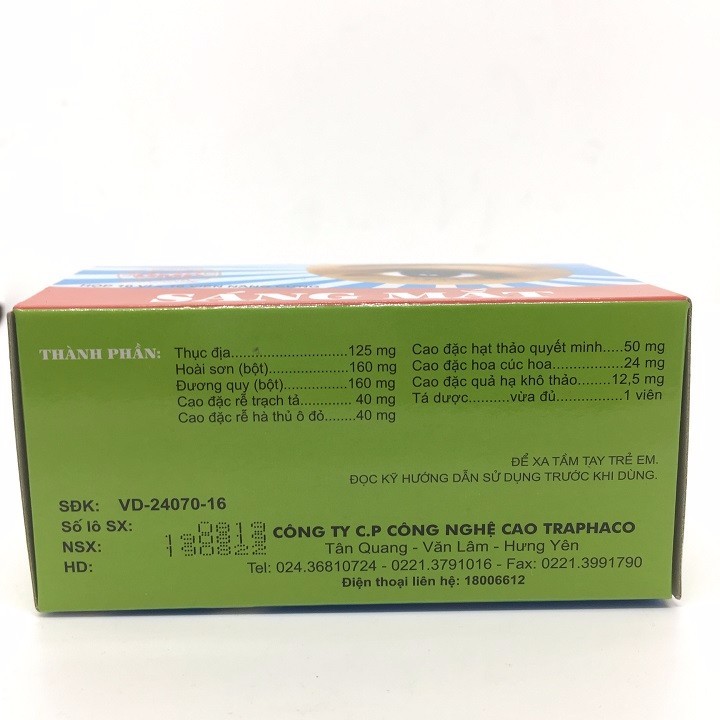 SÁNG MẮT
THÀNH PHẦN:
Thục địa..............................125 mg
Hoài sơn (bột).....................160 mg
Đương quy (bột)................160 mg
Cao đặc rễ trạch tả............ 40 mg
Cao đặc rễ hà thủ ô đỏ.......40 mg
Cao đặc hạt thảo quyết minh.....50 mg
Cao đặc hoa cúc hoa...............24 mg
Cao đặc quả hạ khô thảo........12,5 mg
Tá dược..........vừa đủ................1 viên
ĐỂ XA TẦM TAY TRẺ EM.
ĐỌC KỸ HƯỚNG DẪN SỬ DỤNG TRƯỚC KHI DÙNG.
SĐK: VD-24070-16
Số lô SX:
NSX:
HD:
CÔNG TY C.P CÔNG NGHỆ CAO TRAPHACO
Tân Quang - Văn Lâm - Hưng Yên
Tel: 024.36810724 - 0221.3791016 - Fax: 0221.3991790
Điện thoại liên hệ: 18006612